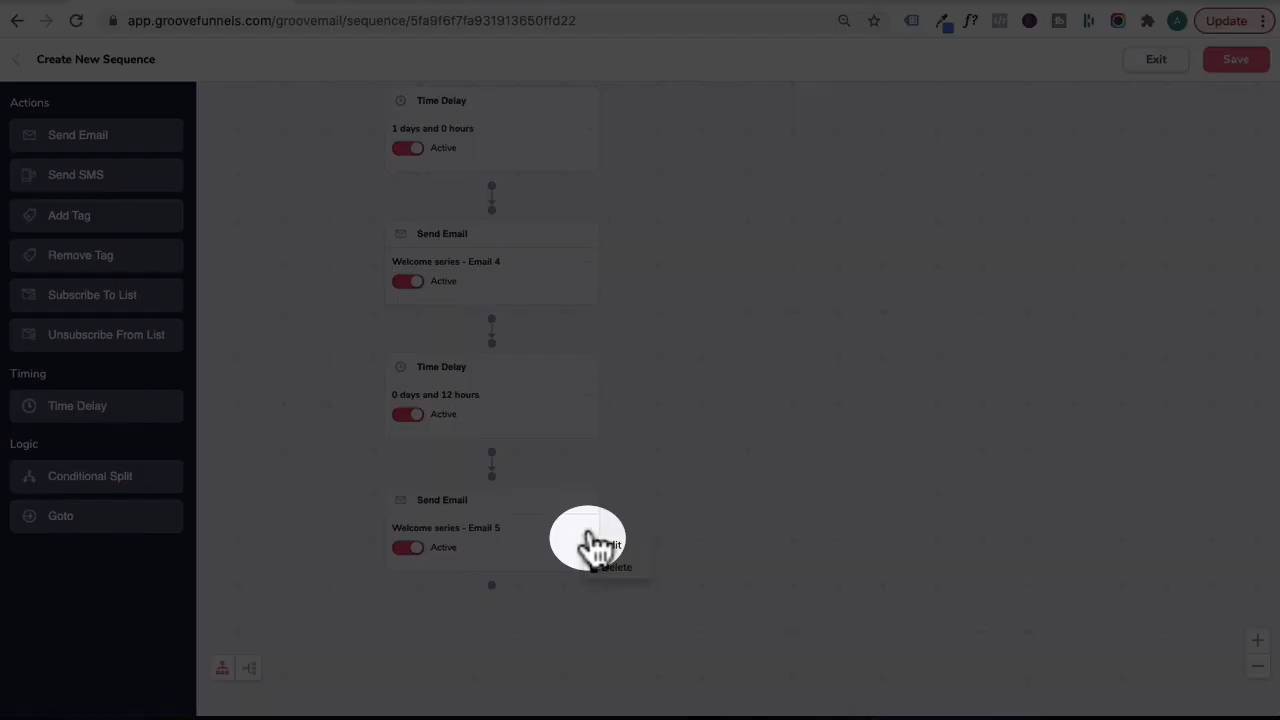 app.groovefunnels.com/groovemail/sequence/5fa9f6f7fa931913650ffd22
f?
A
Update
Create New Sequence
Exit
Save
Actions
Send Email
Send SMS
Add Tag
Remove Tag
Subscribe To List
Unsubscribe From List
Timing
Time Delay
Logic
Conditional Split
Goto
Time Delay
1 days and 0 hours
Active
Send Email
Welcome series - Email 4
Active
Time Delay
0 days and 12 hours
Active
Send Email
Welcome series - Email 5
Active
Delete